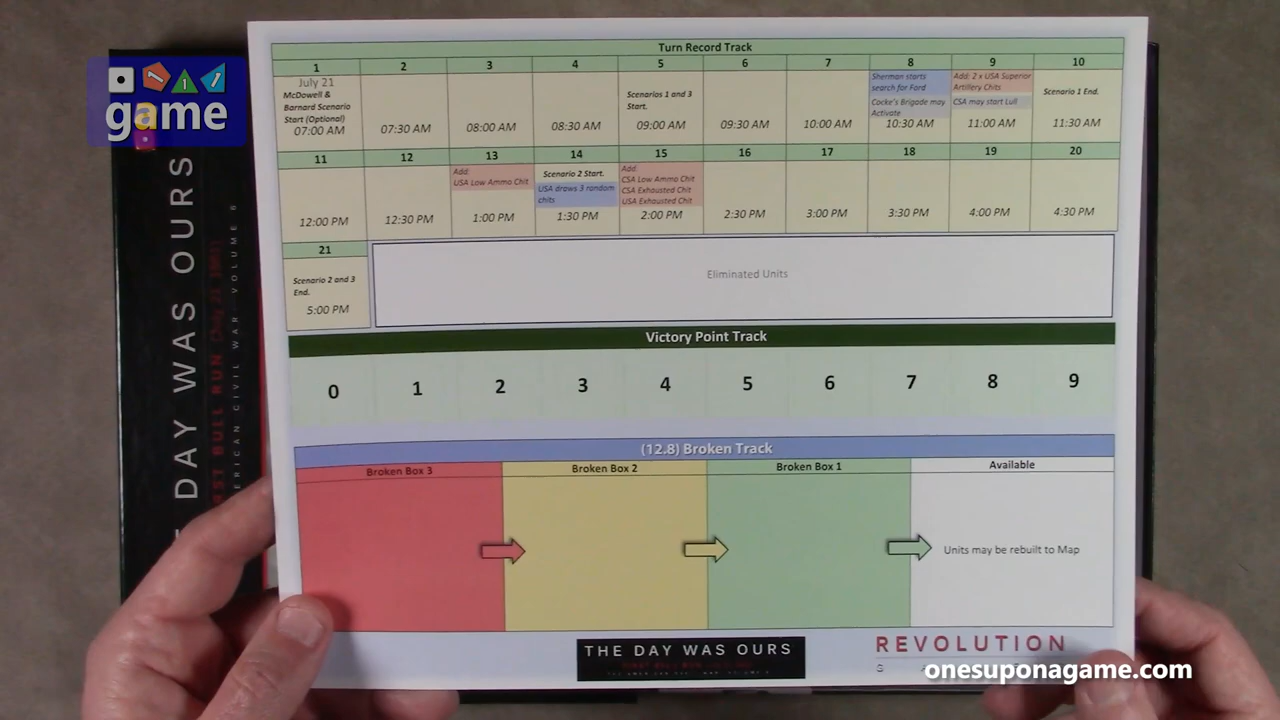 Turn Record Track
1 2 3 4 5 6 7 8 9 10
July 21
McDowell &
Barnard Scenario
Start (Optional)
07:00 AM
07:30 AM
08:00 AM
08:30 AM
Scenarios 1 and 3
Start.
09:00 AM
09:30 AM
10:00 AM
Sherman starts
search for Ford
Cocke's Brigade may
Activate
10:30 AM
Add: 2 x USA Superior
Artillery Chits
CSA may start Lull
11:00 AM
Scenario 1 End.
11:30 AM
11 12 13 14 15 16 17 18 19 20
12:00 PM
12:30 PM
Add:
USA Low Ammo Chit
1:00 PM
Scenario 2 Start.
USA draws 3 random
chits
1:30 PM
Add:
CSA Low Ammo Chit
CSA Exhausted Chit
USA Exhausted Chit
2:00 PM
2:30 PM
3:00 PM
3:30 PM
4:00 PM
4:30 PM
21
Scenario 2 and 3
End.
5:00 PM
Eliminated Units
Victory Point Track
0 1 2 3 4 5 6 7 8 9
(12.8) Broken Track
Broken Box 3
Broken Box 2
Broken Box 1
Available
Units may be rebuilt to Map
THE DAY WAS OURS
REVOLUTION
onesuponagame.com
game
DAY WAS OURS
BULL RUN
CIVIL WAR VOLUME